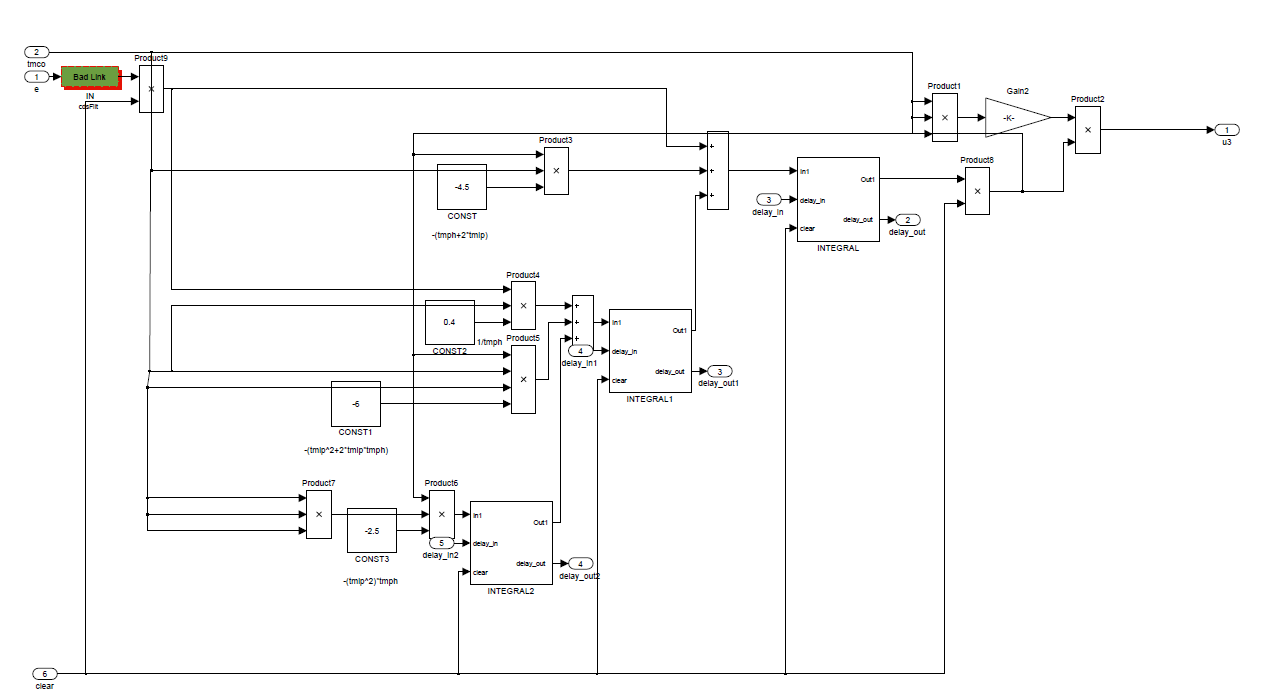 2
tmco
1
e
Bad Link
IN
cosFilt
Product9
×
Product1
×
Gain2
-K-
Product2
×
1
u3
Product3
×
-4.5
CONST
-(tmph+2*tmip)
+
+
+
3
delay_in
In1
delay_in
clear
Out1
delay_out
INTEGRAL
2
delay_out
Product8
×
Product4
×
0.4
CONST2
1/tmph
Product5
×
+
+
+
4
delay_in1
In1
delay_in
clear
Out1
delay_out
INTEGRAL1
3
delay_out1
-6
CONST1
-(tmip^2+2*tmip*tmph)
Product7
×
-2.5
CONST3
-(tmip^2)*tmph
Product6
×
5
delay_in2
In1
delay_in
clear
Out1
delay_out
INTEGRAL2
4
delay_out2
6
clear